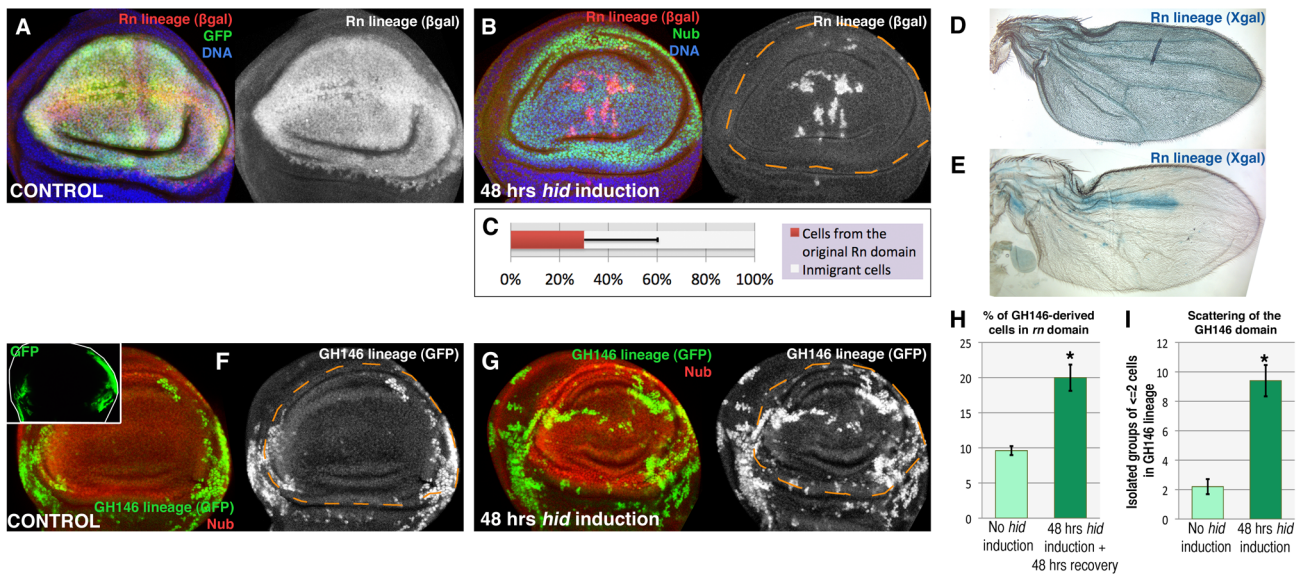 A
Rn lineage (βgal)
GFP
DNA
CONTROL
Rn lineage (βgal)
B
Rn lineage (βgal)
Nub
DNA
48 hrs hid induction
Rn lineage (βgal)
C
0%
20%
40%
60%
80%
100%
Cells from the
original Rn domain
Inmigrant cells
D
Rn lineage (Xgal)
E
Rn lineage (Xgal)
GFP
F
GH146 lineage (GFP)
GH146 lineage (GFP)
Nub
CONTROL
G
GH146 lineage (GFP)
Nub
48 hrs hid induction
GH146 lineage (GFP)
H
% of GH146-derived
cells in rn domain
25
20
15
10
5
0
*
No hid
induction
48 hrs hid
induction +
48 hrs recovery
I
Scattering of the
GH146 domain
Isolated groups of <=2 cells
in GH146 lineage
12
10
8
6
4
2
0
*
No hid
induction
48 hrs hid
induction